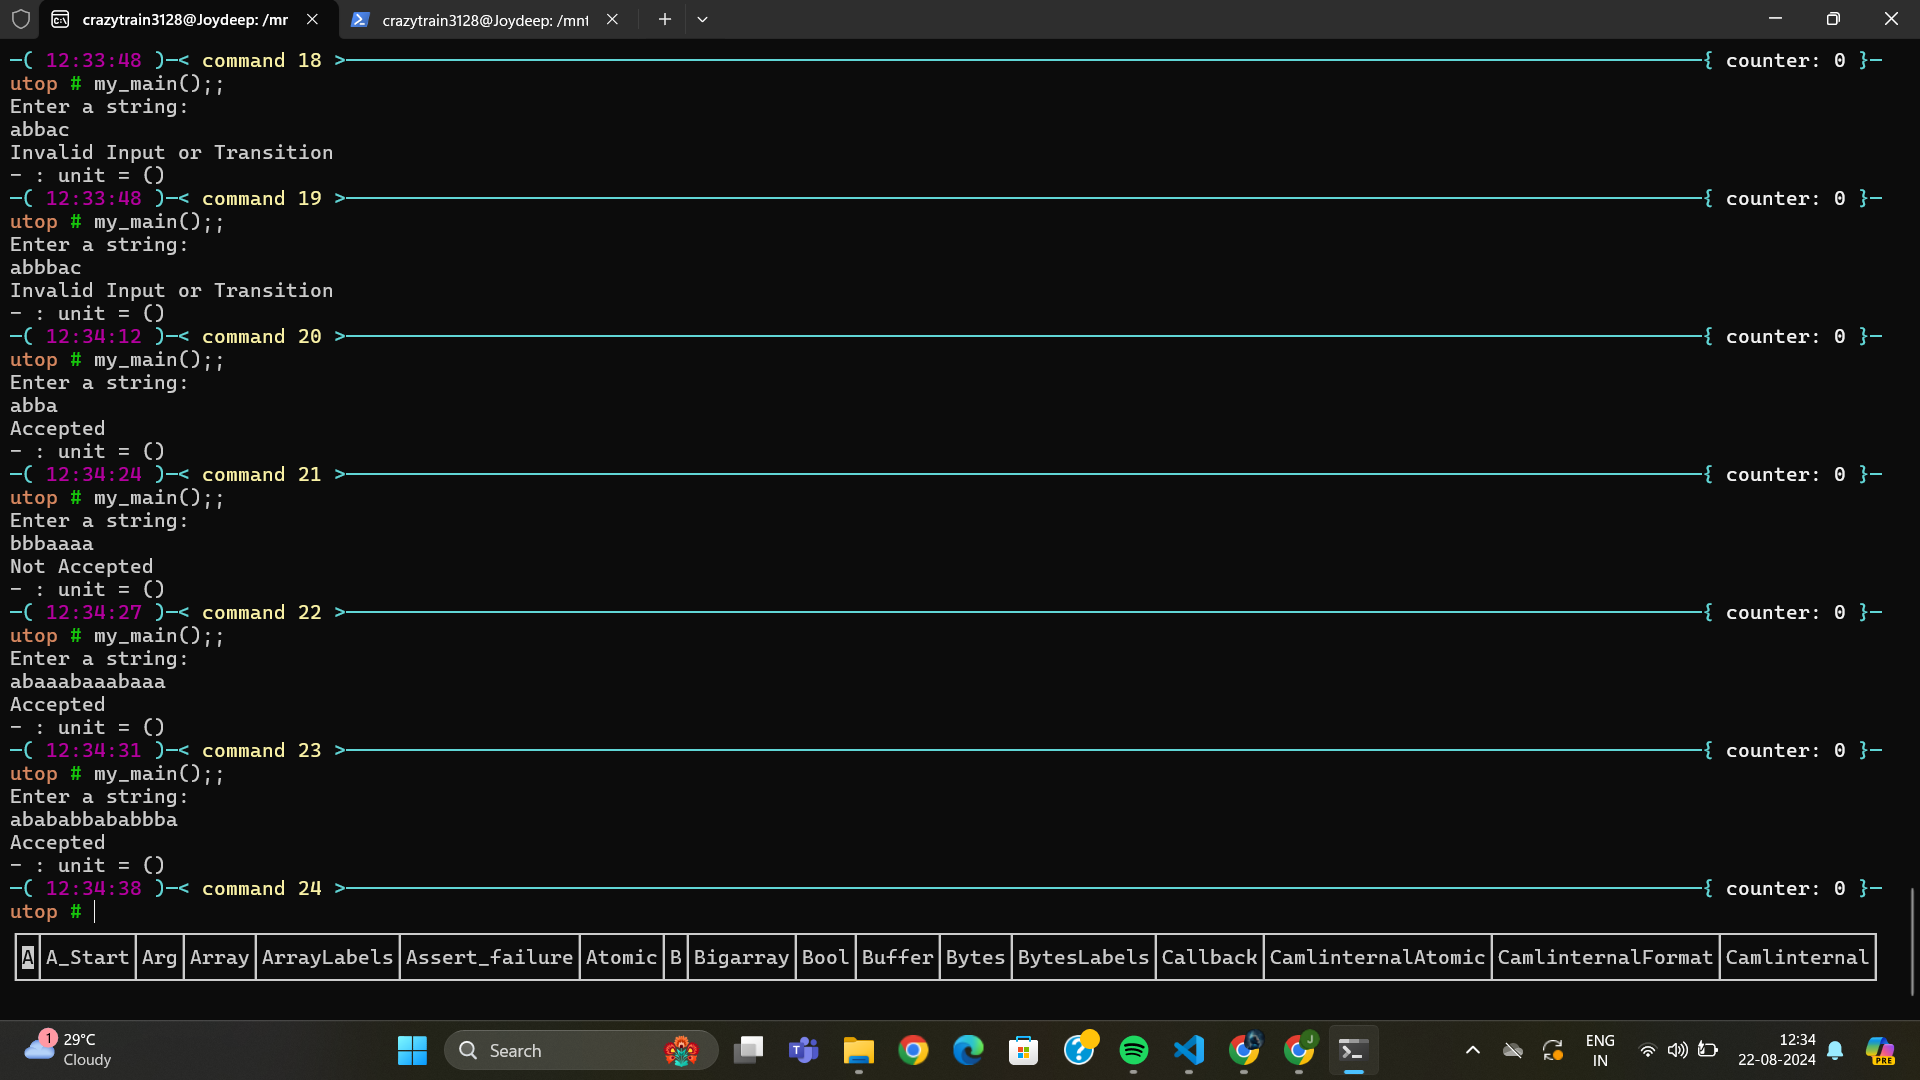 crazytrain3128@Joydeep: /mr
crazytrain3128@Joydeep: /mnt
—( 12:33:48 )—< command 18 >——{ counter: 0 }—
utop # my_main();;
Enter a string:
abbac
Invalid Input or Transition
- : unit = ()
—( 12:33:48 )—< command 19 >——{ counter: 0 }—
utop # my_main();;
Enter a string:
abbbac
Invalid Input or Transition
- : unit = ()
—( 12:34:12 )—< command 20 >——{ counter: 0 }—
utop # my_main();;
Enter a string:
abba
Accepted
- : unit = ()
—( 12:34:24 )—< command 21 >——{ counter: 0 }—
utop # my_main();;
Enter a string:
bbbaaaa
Not Accepted
- : unit = ()
—( 12:34:27 )—< command 22 >——{ counter: 0 }—
utop # my_main();;
Enter a string:
abaaabaaabaaa
Accepted
- : unit = ()
—( 12:34:31 )—< command 23 >——{ counter: 0 }—
utop # my_main();;
Enter a string:
abababbababbba
Accepted
- : unit = ()
—( 12:34:38 )—< command 24 >——{ counter: 0 }—
utop #
A A_Start Arg Array ArrayLabels Assert_failure Atomic B Bigarray Bool Buffer Bytes BytesLabels Callback CamlinternalAtomic CamlinternalFormat Camlinternal
1 29°C
Cloudy
Search
J
ENG
IN
12:34
22-08-2024
PRE